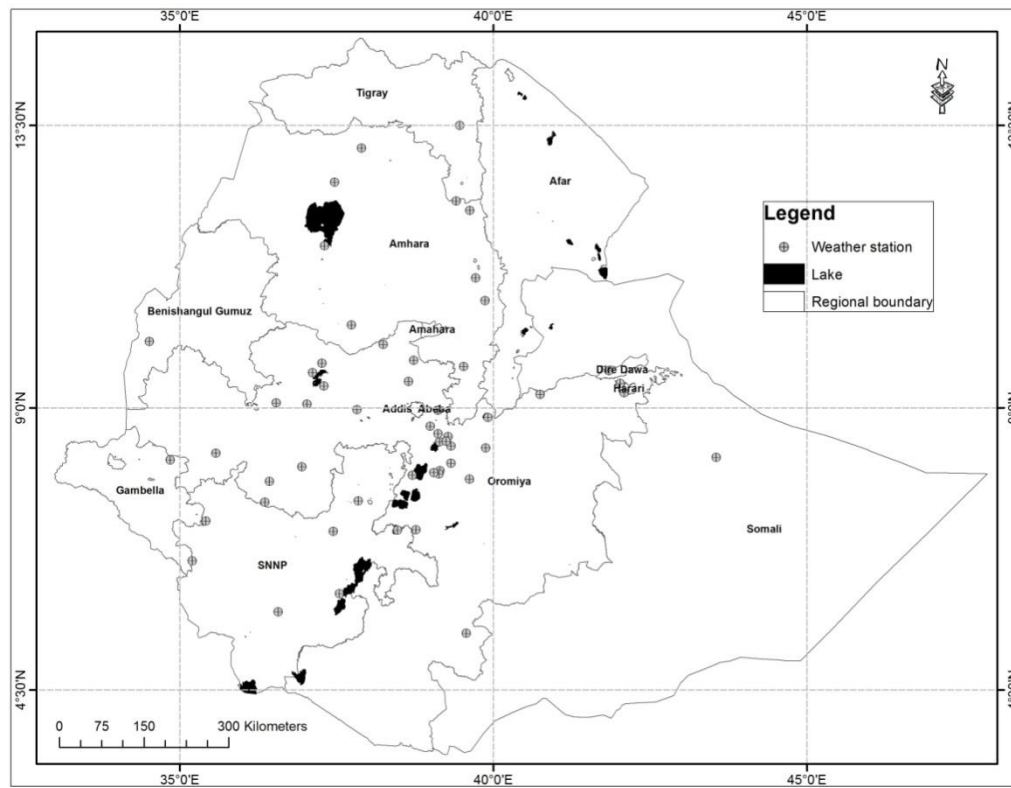 35°0'E 40°0'E 45°0'E
N
Tigray
13°30'N
Afar
Legend
Weather station
Amhara
Lake
Benishangul Gumuz
Regional boundary
Amahara
Dire Dawa
Harari
9°0'N
Addis Ababa
Gambella
Oromiya
Somali
SNNP
4°30'N
0 75 150 300 Kilometers
35°0'E 40°0'E 45°0'E